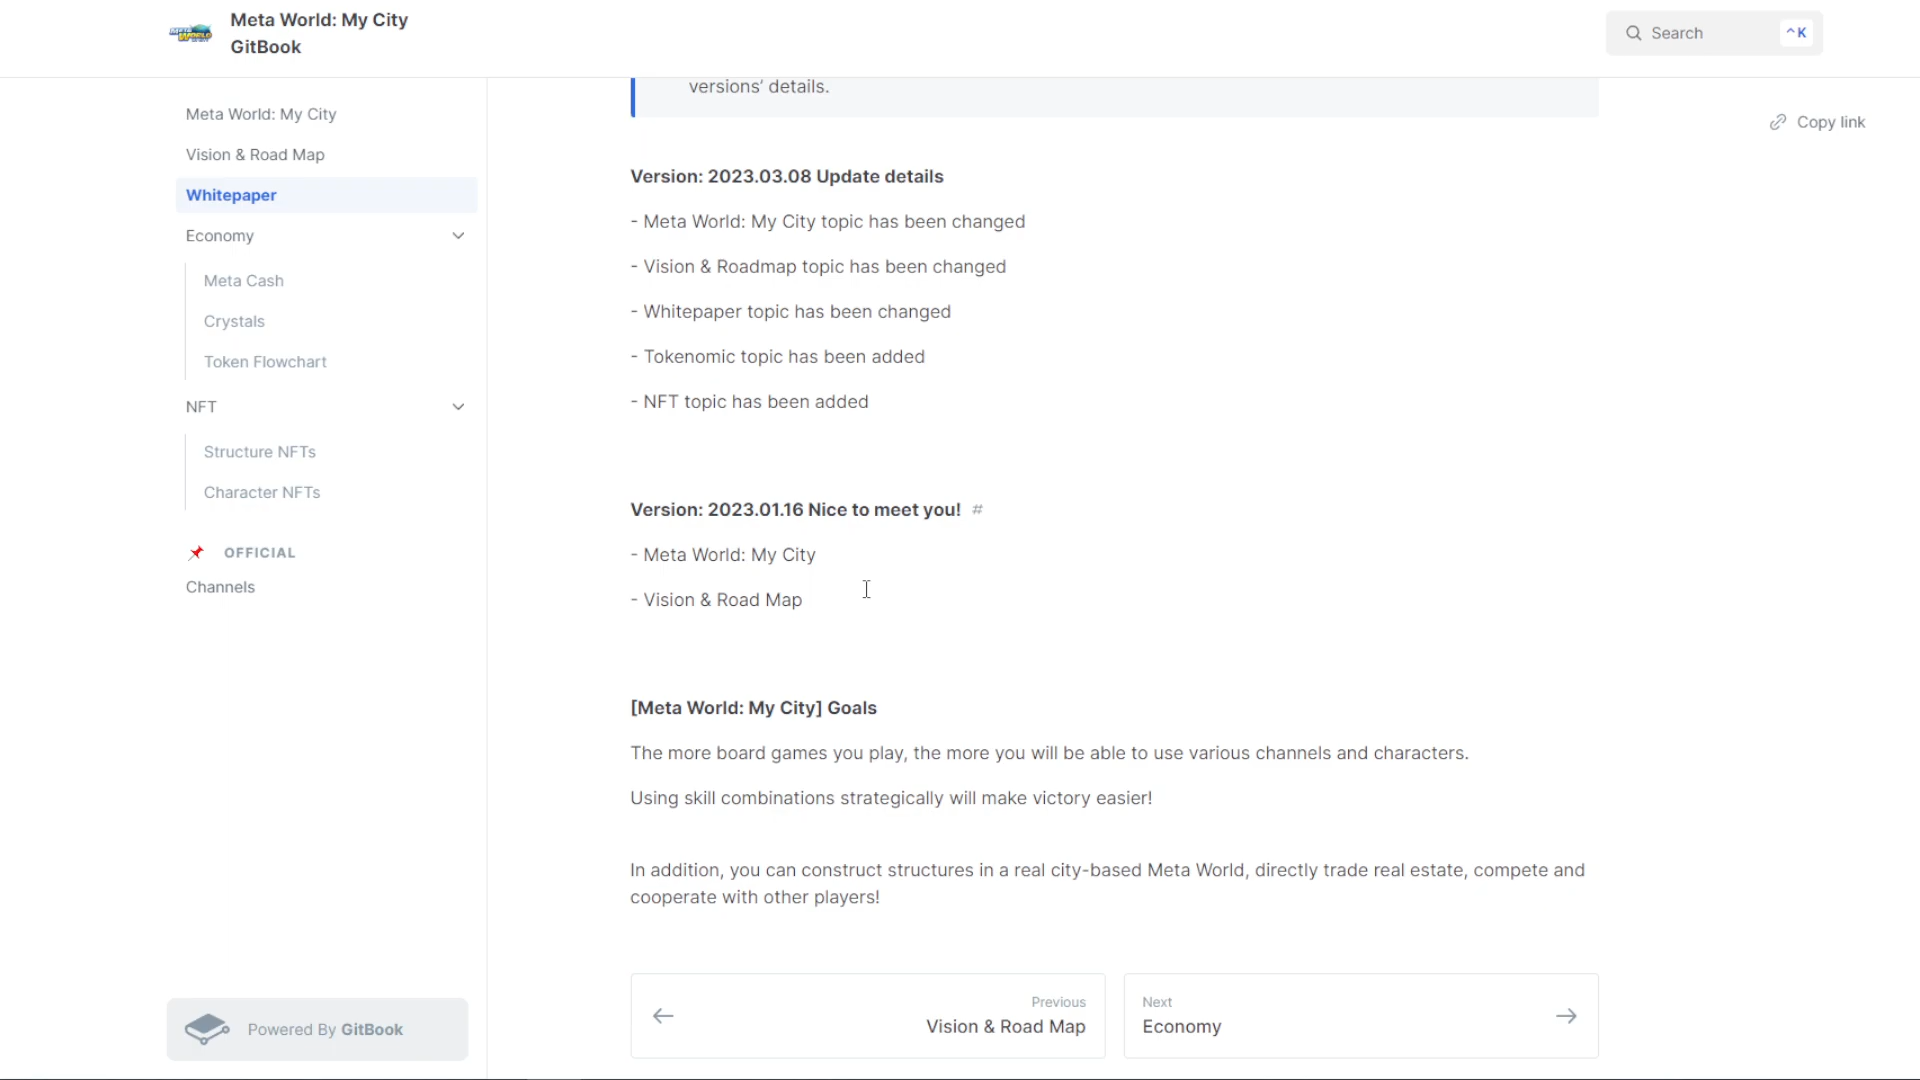 Meta World: My City
GitBook
Search
^K
Meta World: My City
Vision & Road Map
Whitepaper
Economy
Meta Cash
Crystals
Token Flowchart
NFT
Structure NFTs
Character NFTs
OFFICIAL
Channels
Powered By GitBook
versions’ details.
Version: 2023.03.08 Update details
- Meta World: My City topic has been changed
- Vision & Roadmap topic has been changed
- Whitepaper topic has been changed
- Tokenomic topic has been added
- NFT topic has been added
Version: 2023.01.16 Nice to meet you! #
- Meta World: My City
- Vision & Road Map
[Meta World: My City] Goals
The more board games you play, the more you will be able to use various channels and characters.
Using skill combinations strategically will make victory easier!
In addition, you can construct structures in a real city-based Meta World, directly trade real estate, compete and
cooperate with other players!
Previous
Vision & Road Map
Next
Economy
Copy link